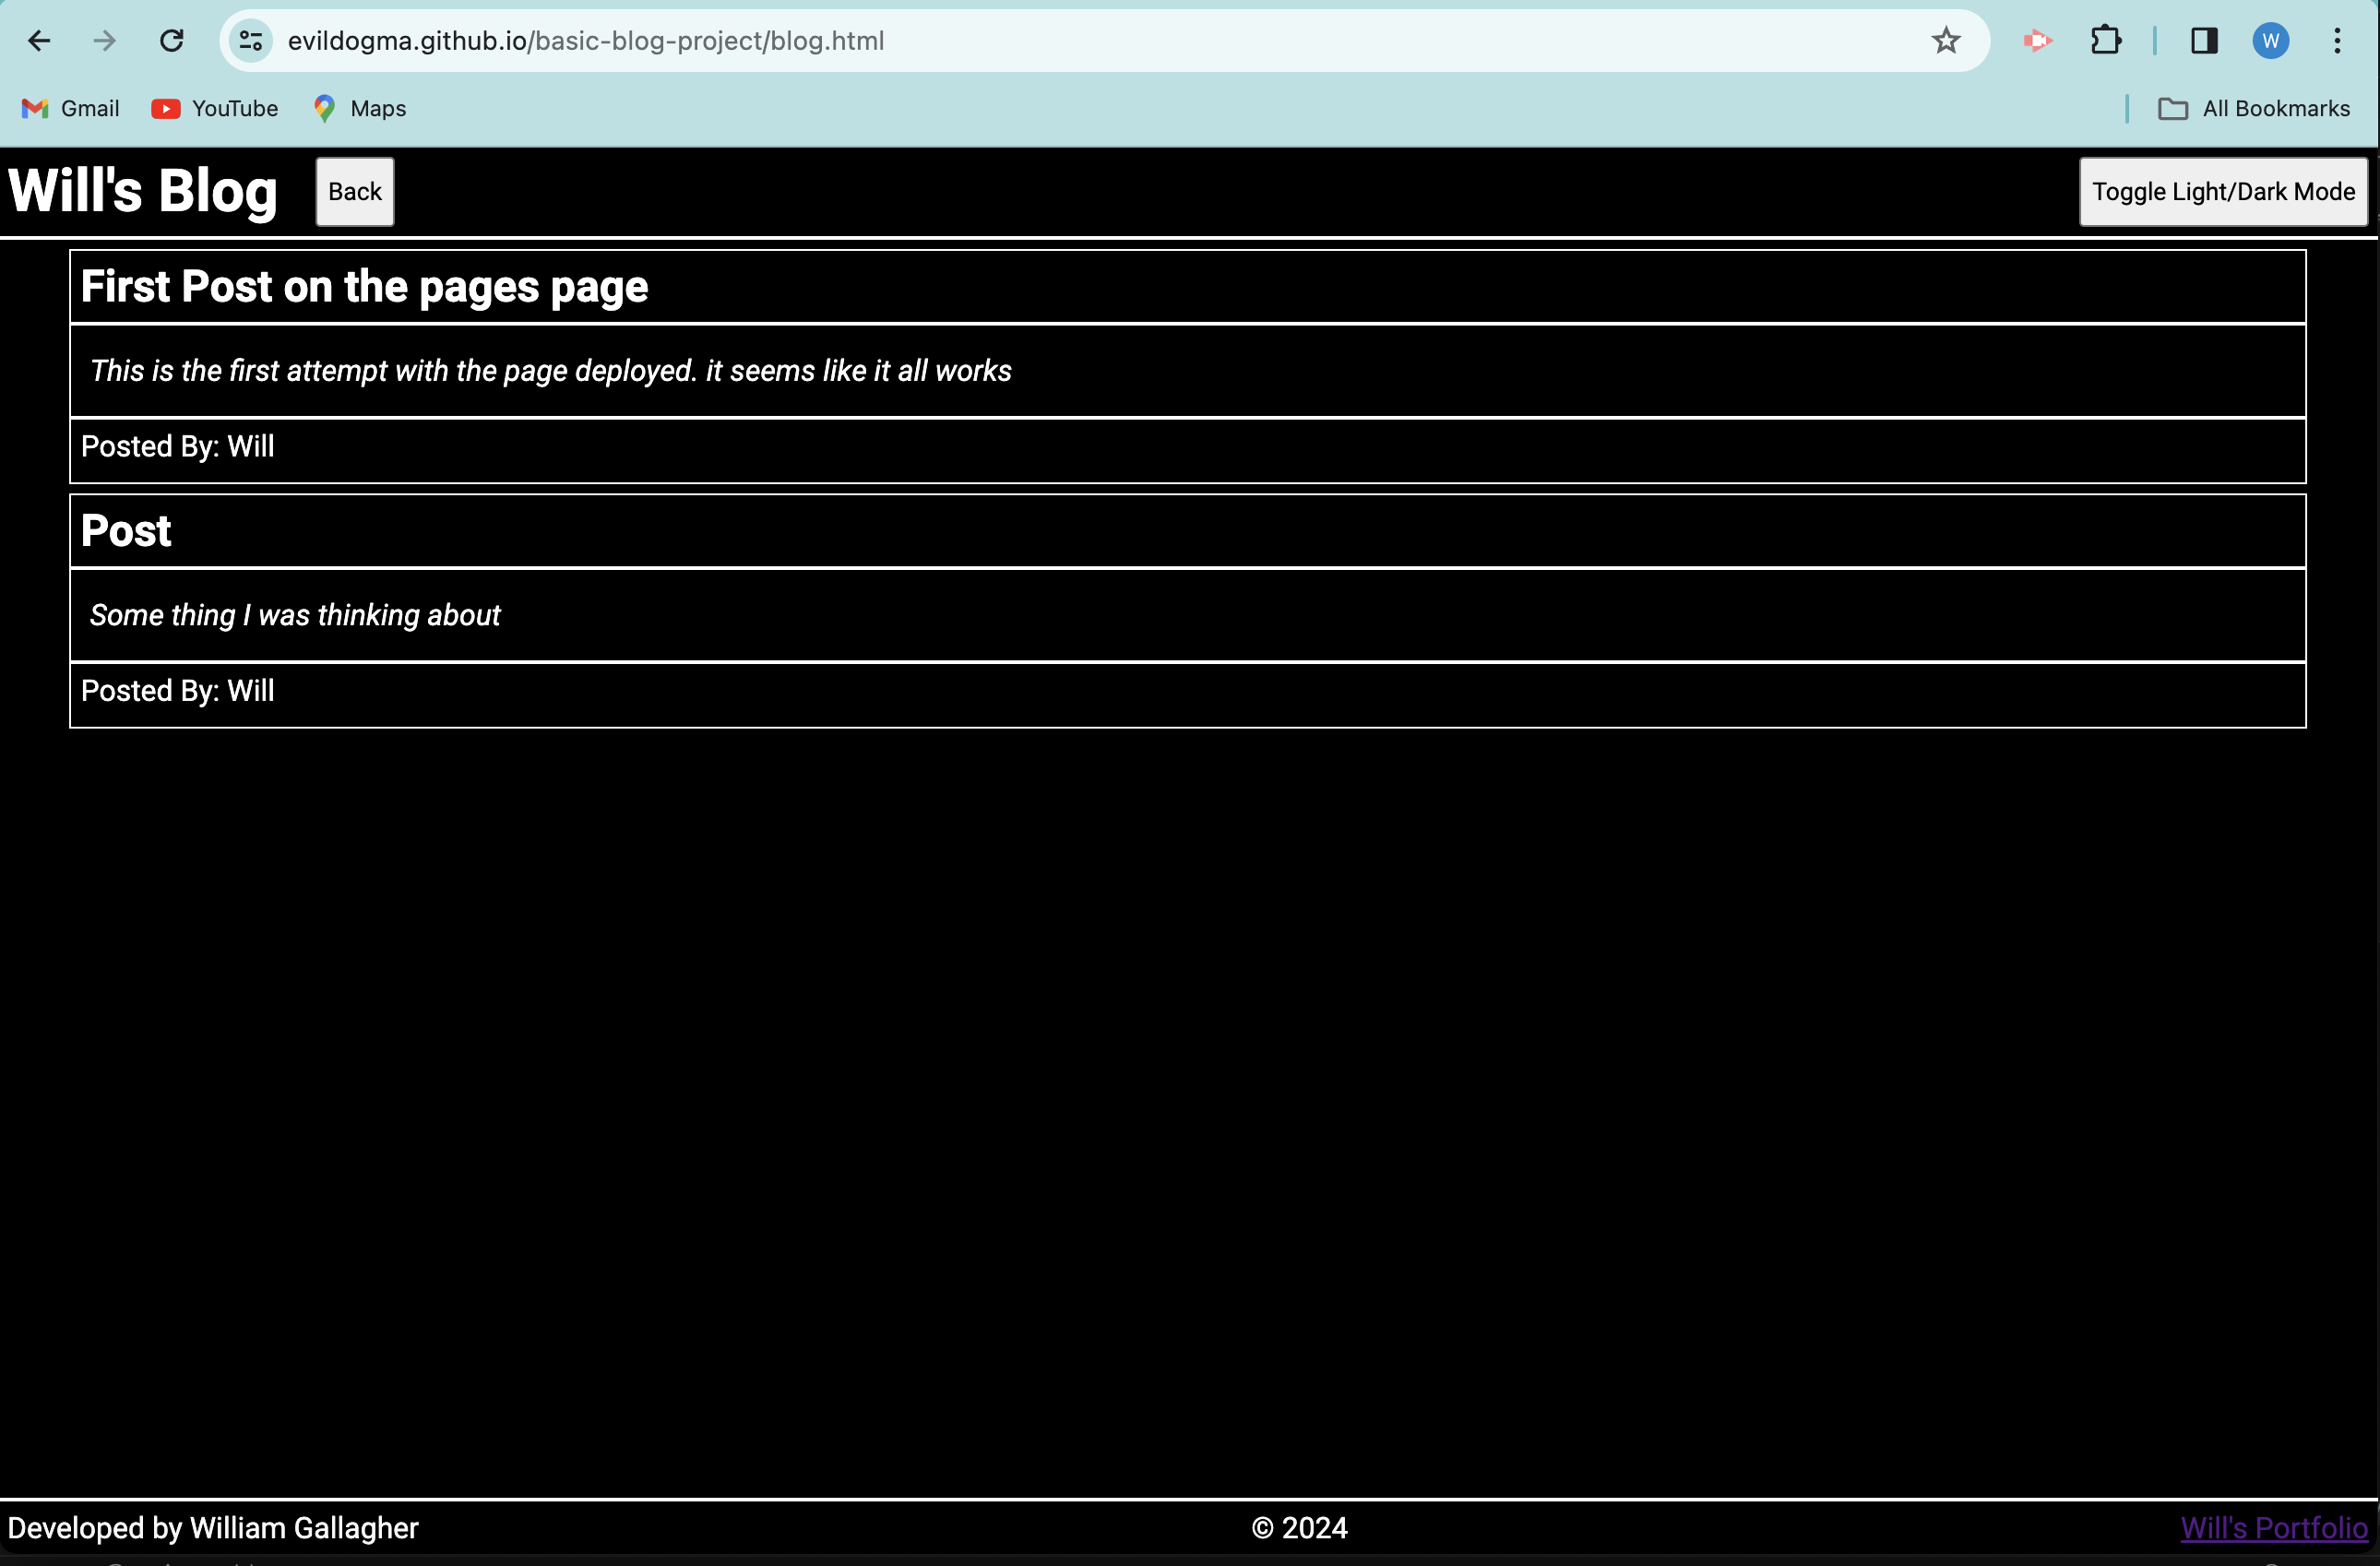 evildogma.github.io/basic-blog-project/blog.html
W
Gmail YouTube Maps All Bookmarks
Will's Blog Back Toggle Light/Dark Mode
First Post on the pages page
This is the first attempt with the page deployed. it seems like it all works
Posted By: Will
Post
Some thing I was thinking about
Posted By: Will
Developed by William Gallagher © 2024 Will's Portfolio